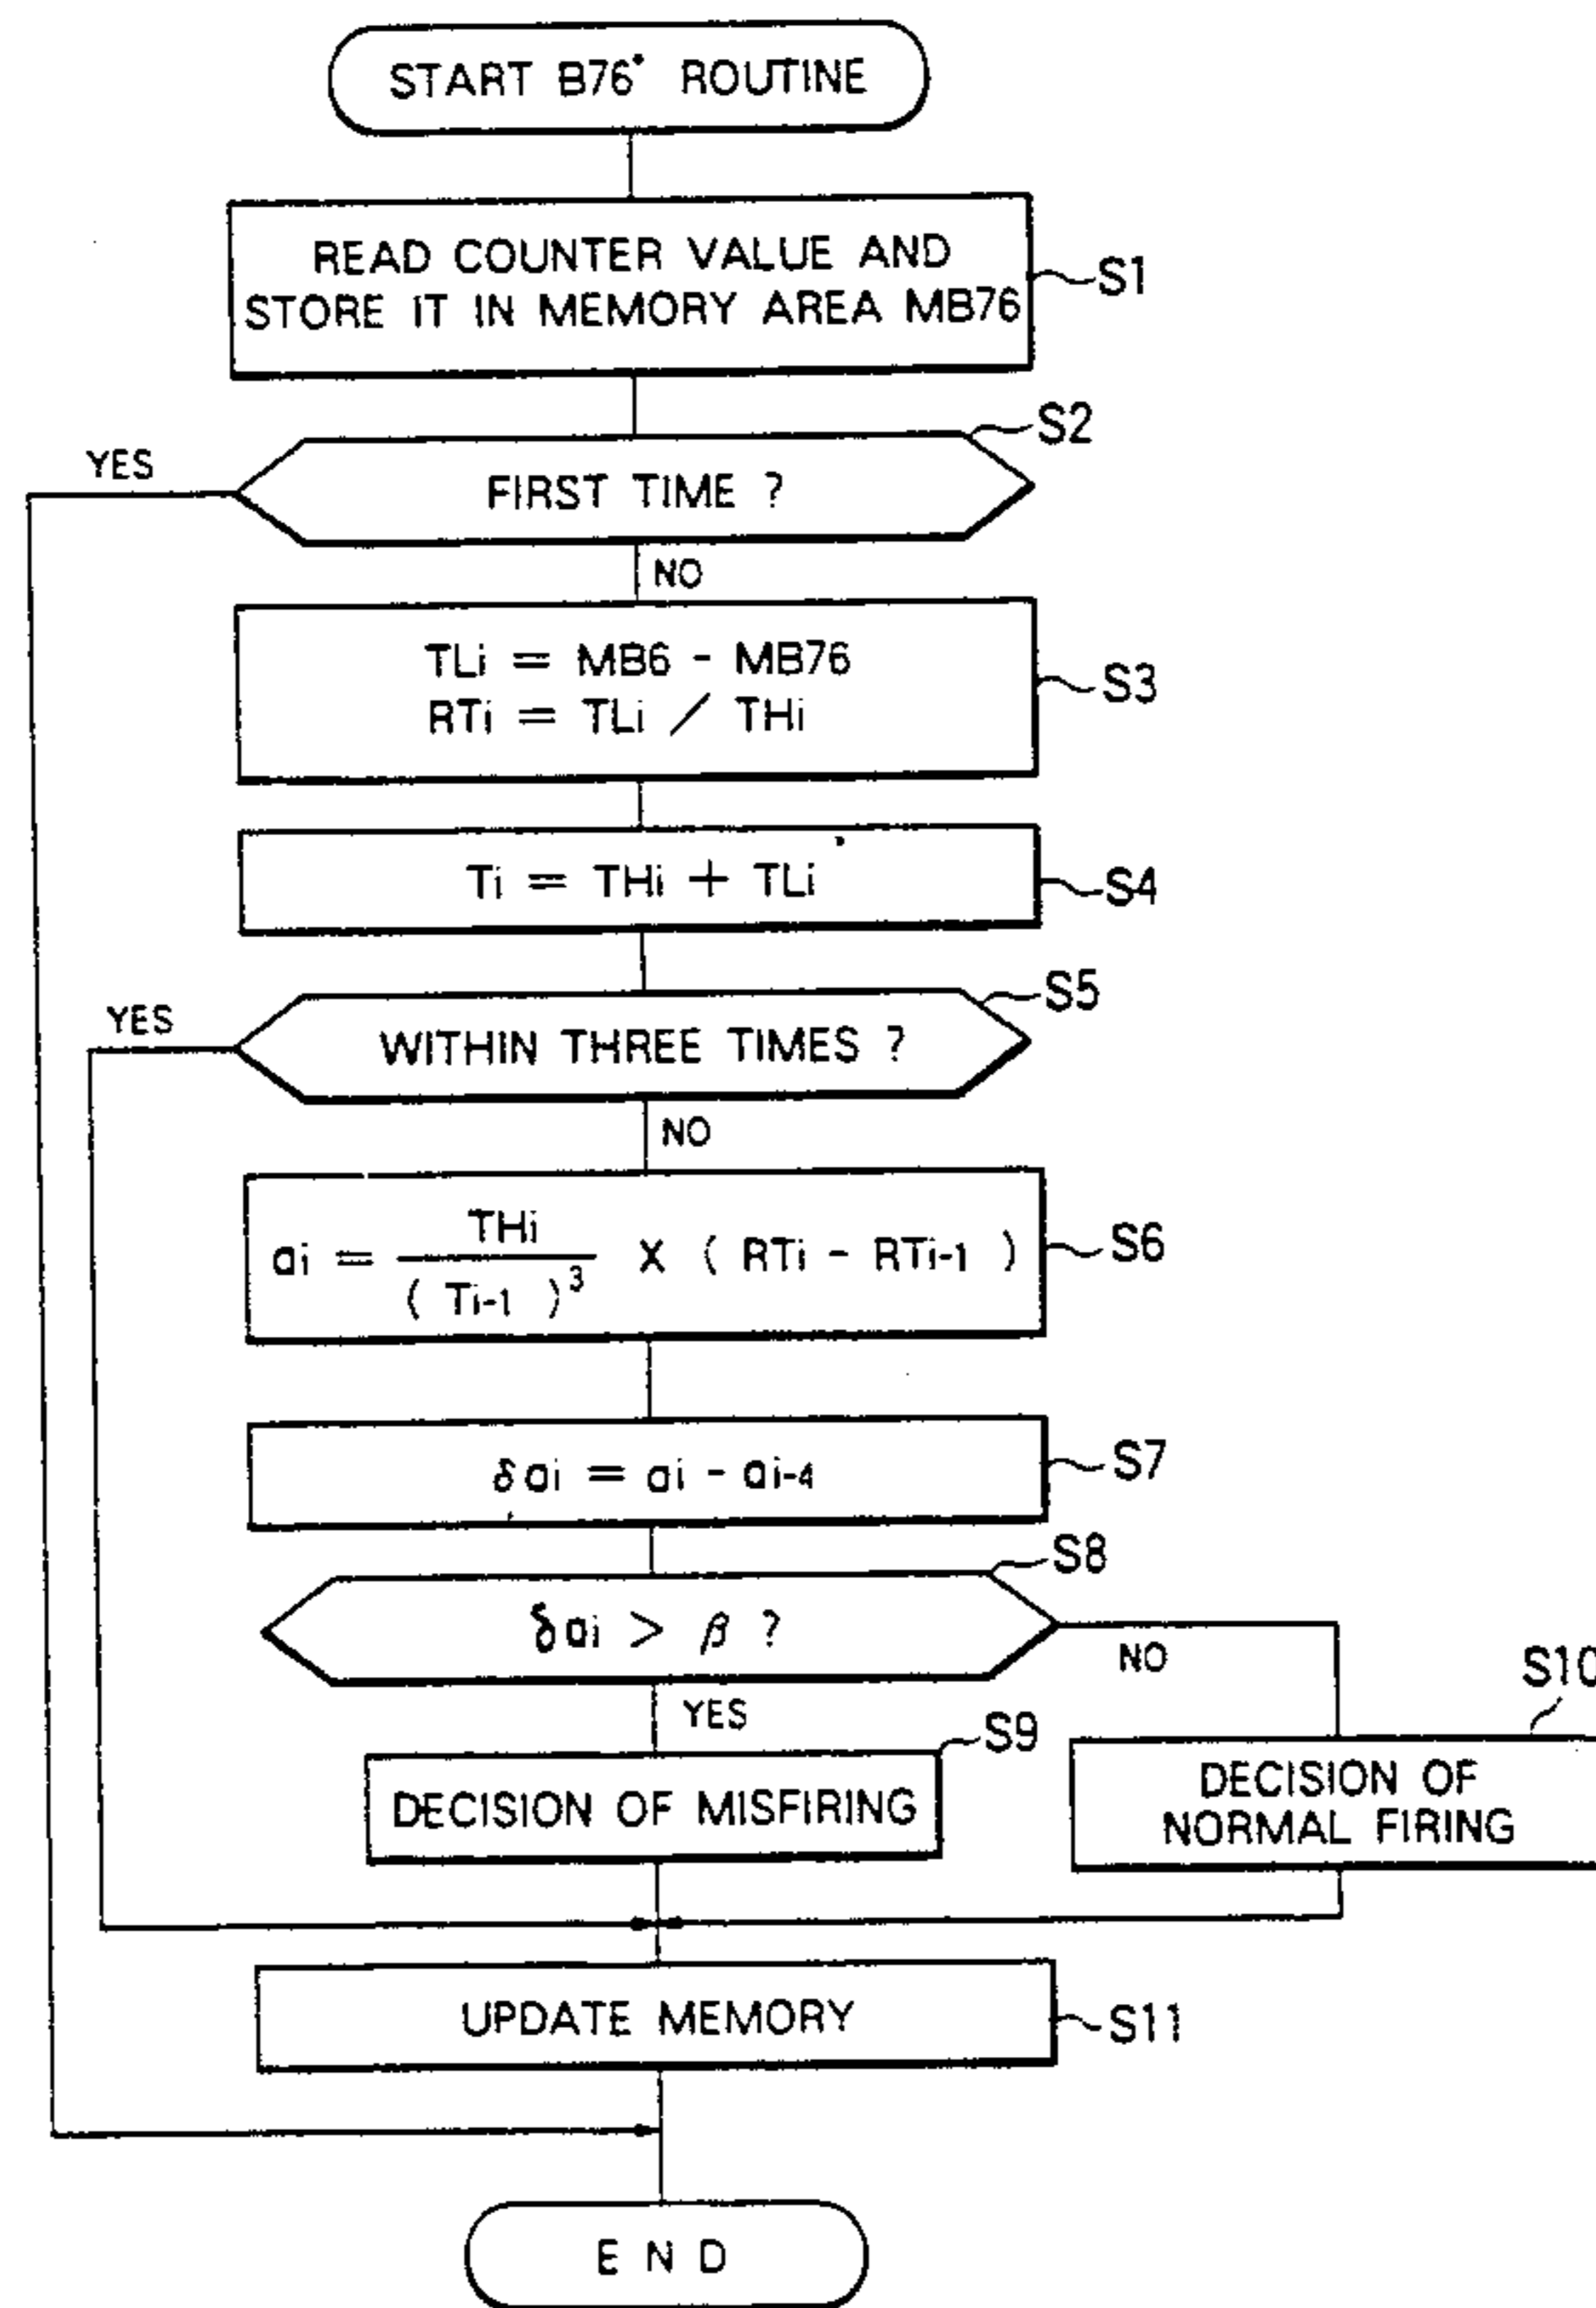 START B76° ROUTINE
READ COUNTER VALUE AND
STORE IT IN MEMORY AREA MB76
S1
S2
YES
FIRST TIME ?
NO
TLi = MB6 - MB76
RTi = TLi / THi
S3
Ti = THi + TLi
S4
S5
YES
WITHIN THREE TIMES ?
NO
ai = THi / ( Ti-1 )³ × ( RTi - RTi-1 )
S6
δai = ai - ai-4
S7
S8
δai > β ?
NO
S10
YES
S9
DECISION OF MISFIRING
DECISION OF
NORMAL FIRING
UPDATE MEMORY
S11
END